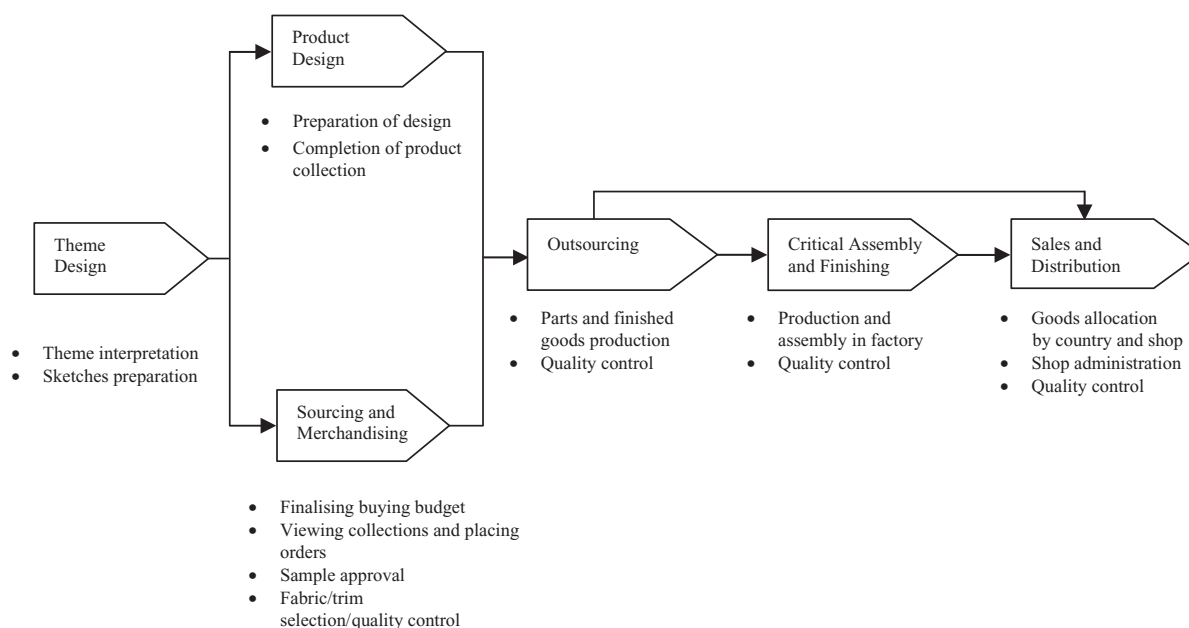 Product
Design
• Preparation of design
• Completion of product
collection
Theme
Design
• Theme interpretation
• Sketches preparation
Sourcing and
Merchandising
• Finalising buying budget
• Viewing collections and placing
orders
• Sample approval
• Fabric/trim
selection/quality control
Outsourcing
• Parts and finished
goods production
• Quality control
Critical Assembly
and Finishing
• Production and
assembly in factory
• Quality control
Sales and
Distribution
• Goods allocation
by country and shop
• Shop administration
• Quality control